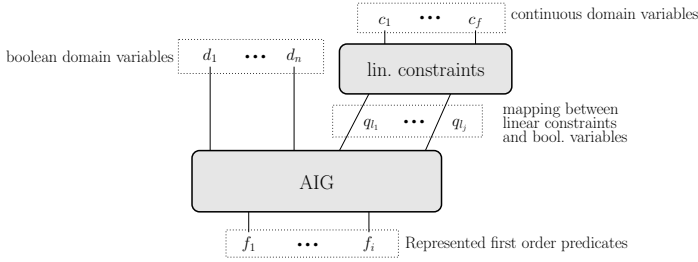 c1 ••• cf continuous domain variables
boolean domain variables d1 ••• dn
lin. constraints
ql1 ••• qlj
mapping between
linear constraints
and bool. variables
AIG
f1 ••• fi Represented first order predicates